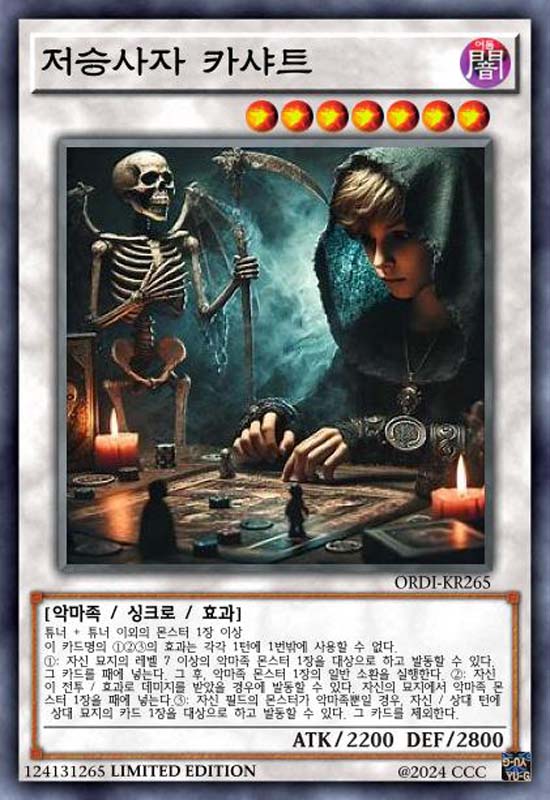 저승사자 카샤트
어둠
闇
ORDI-KR265
[악마족 / 싱크로 / 효과]
튜너 + 튜너 이외의 몬스터 1장 이상
이 카드명의 ①②③의 효과는 각각 1턴에 1번밖에 사용할 수 없다.
①: 자신 묘지의 레벨 7 이상의 악마족 몬스터 1장을 대상으로 하고 발동할 수 있다.
그 카드를 패에 넣는다. 그 후, 악마족 몬스터 1장의 일반 소환을 실행한다. ②: 자신
이 전투 / 효과로 데미지를 받았을 경우에 발동할 수 있다. 자신의 묘지에서 악마족 몬
스터 1장을 패에 넣는다.③: 자신 필드의 몬스터가 악마족뿐일 경우, 자신 / 상대 턴에
상대 묘지의 카드 1장을 대상으로 하고 발동할 수 있다. 그 카드를 제외한다.
ATK/2200 DEF/2800
124131265 LIMITED EDITION
@2024 CCC